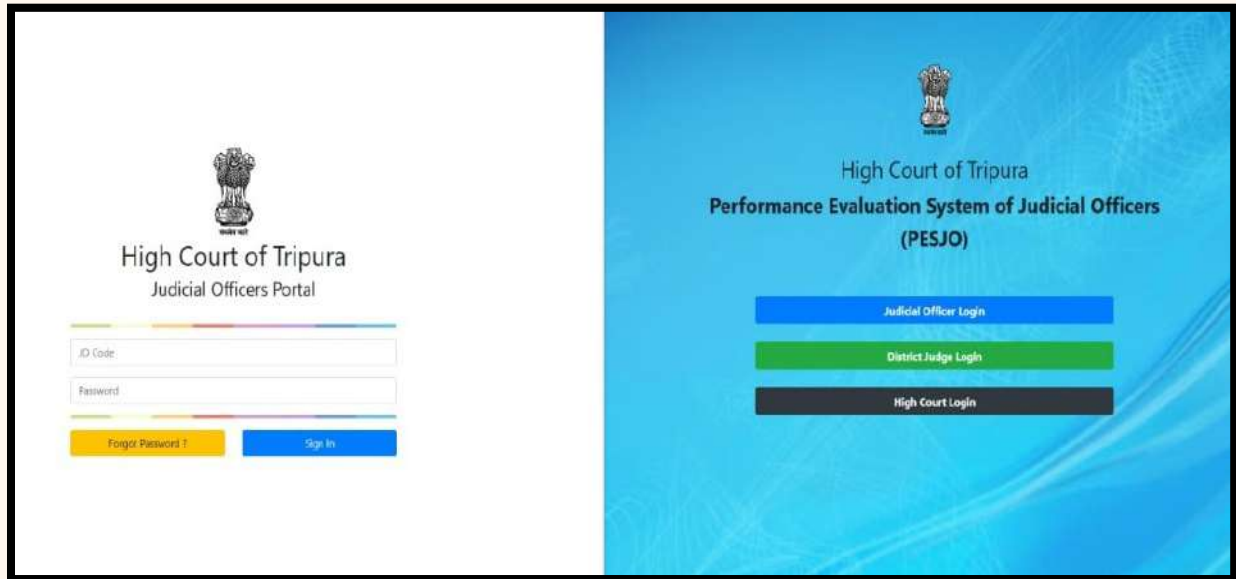 High Court of Tripura
Judicial Officers Portal
JO Code
Password
Forgot Password ?
Sign In
High Court of Tripura
Performance Evaluation System of Judicial Officers
(PESJO)
Judicial Officer Login
District Judge Login
High Court Login